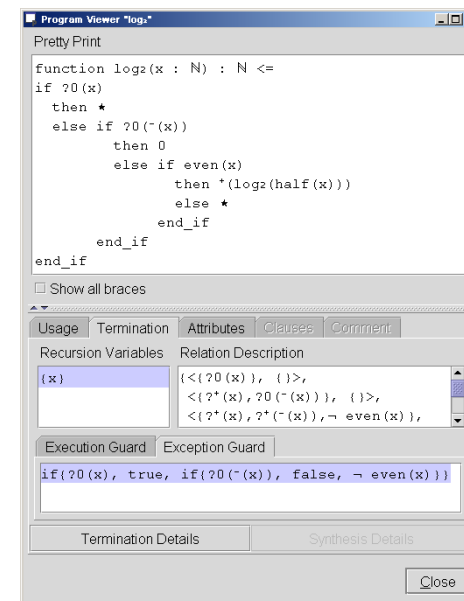 Program Viewer "log₂"
Pretty Print
function log₂(x : ℕ) : ℕ <=
if ?0(x)
then ★
else if ?0(⁻(x))
then 0
else if even(x)
then ⁺(log₂(half(x)))
else ★
end_if
end_if
end_if
Show all braces
Usage Termination Attributes Clauses Comment
Recursion Variables Relation Description
{x} {<{?0(x)}, {}>,
<{?⁺(x),?0(⁻(x))}, {}>,
<{?⁺(x),?⁺(⁻(x)),¬ even(x)},
Execution Guard Exception Guard
if{?0(x), true, if{?0(⁻(x)), false, ¬ even(x)}}
Termination Details Synthesis Details
Close